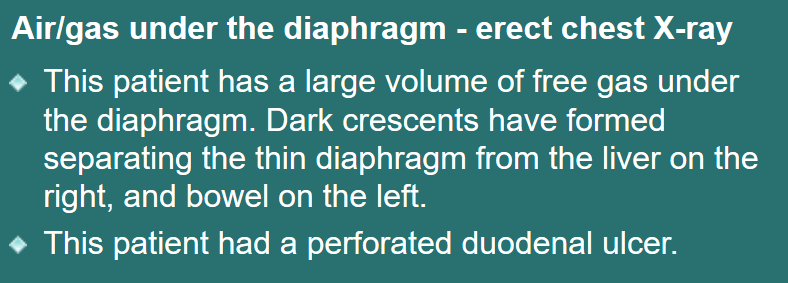 Air/gas under the diaphragm - erect chest X-ray
This patient has a large volume of free gas under
the diaphragm. Dark crescents have formed
separating the thin diaphragm from the liver on the
right, and bowel on the left.
This patient had a perforated duodenal ulcer.